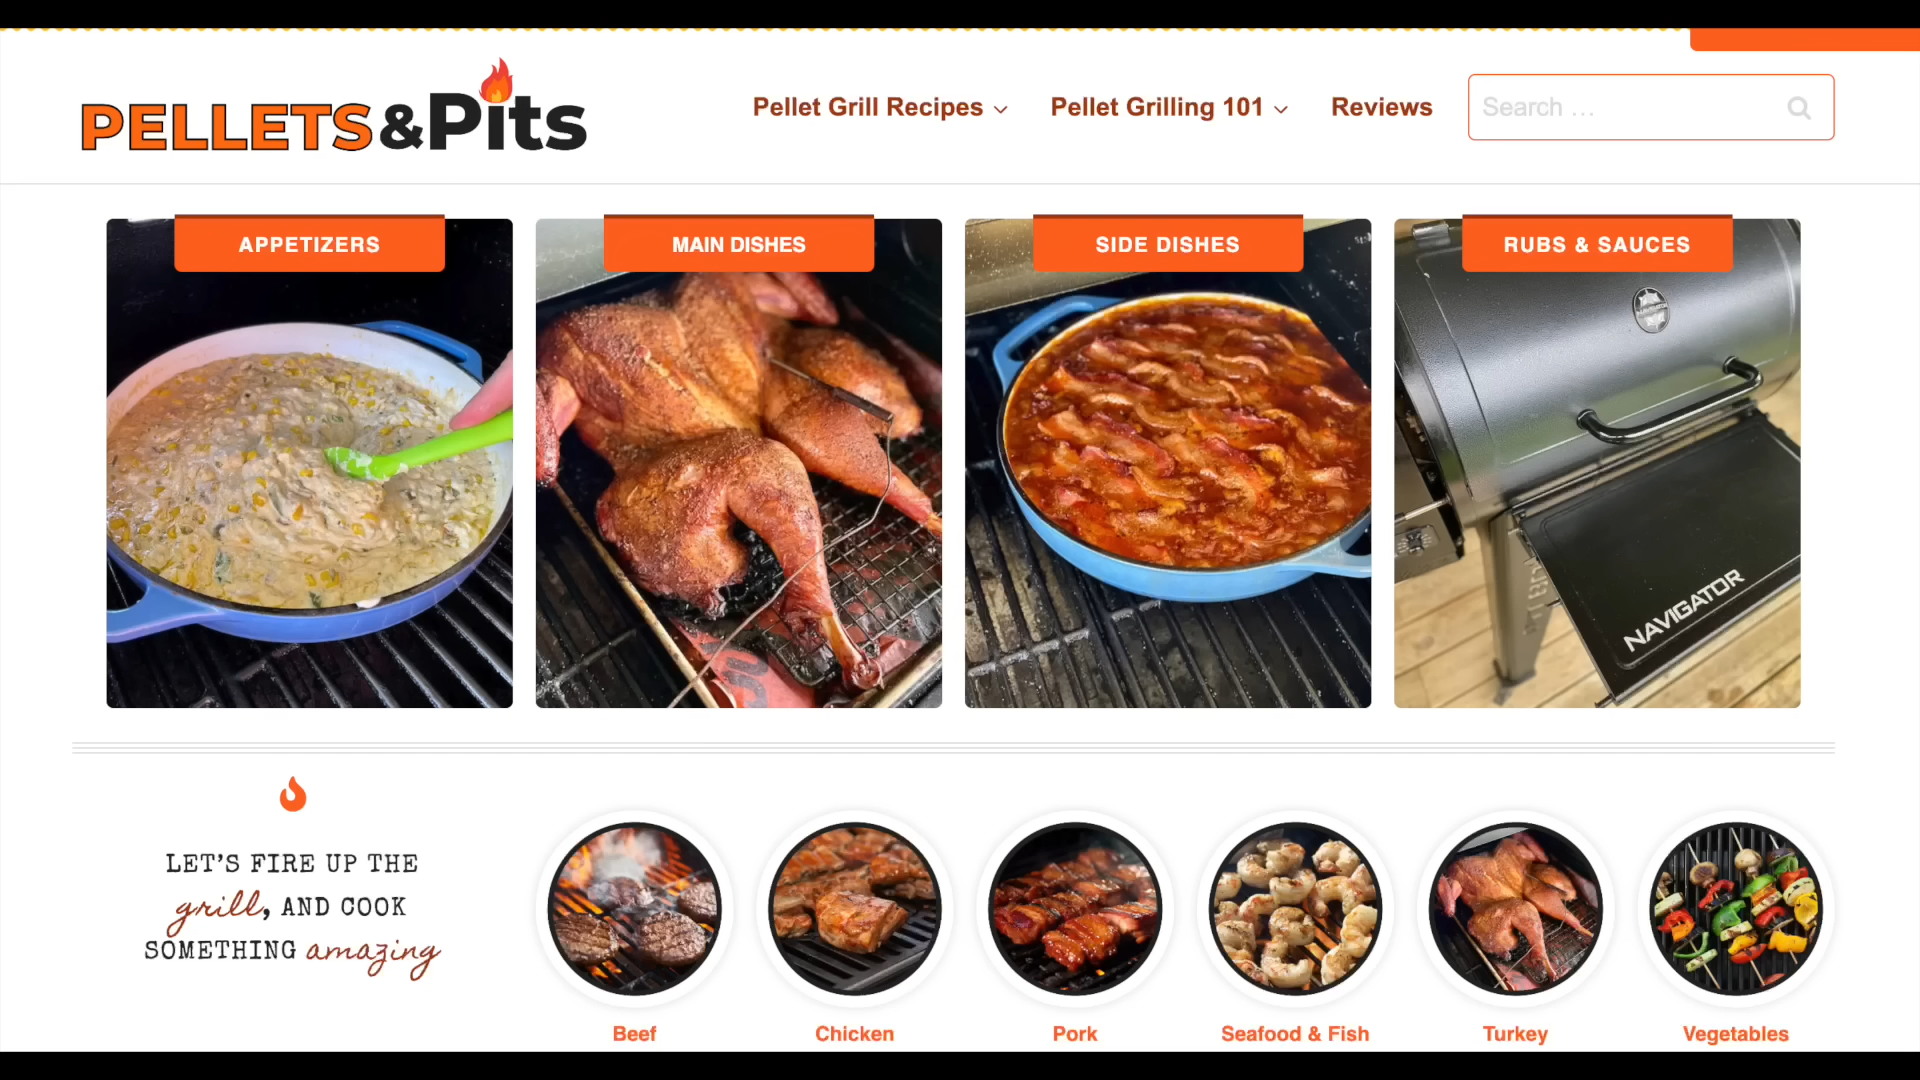 PELLETS &Pits
Pellet Grill Recipes
Pellet Grilling 101
Reviews
Search ...
APPETIZERS
MAIN DISHES
SIDE DISHES
RUBS & SAUCES
NAVIGATOR
LET'S FIRE UP THE
grill, AND COOK
SOMETHING amazing
Beef
Chicken
Pork
Seafood & Fish
Turkey
Vegetables